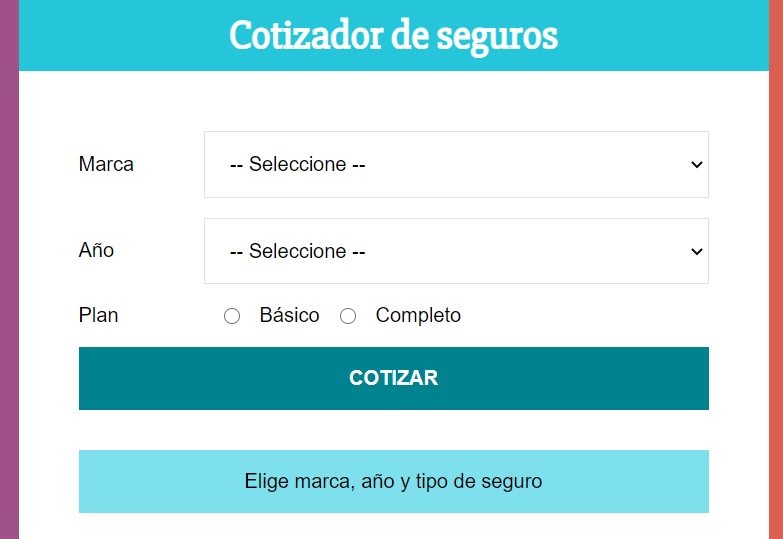 Cotizador de seguros
Marca
-- Seleccione --
Año
-- Seleccione --
Plan Básico Completo
COTIZAR
Elige marca, año y tipo de seguro